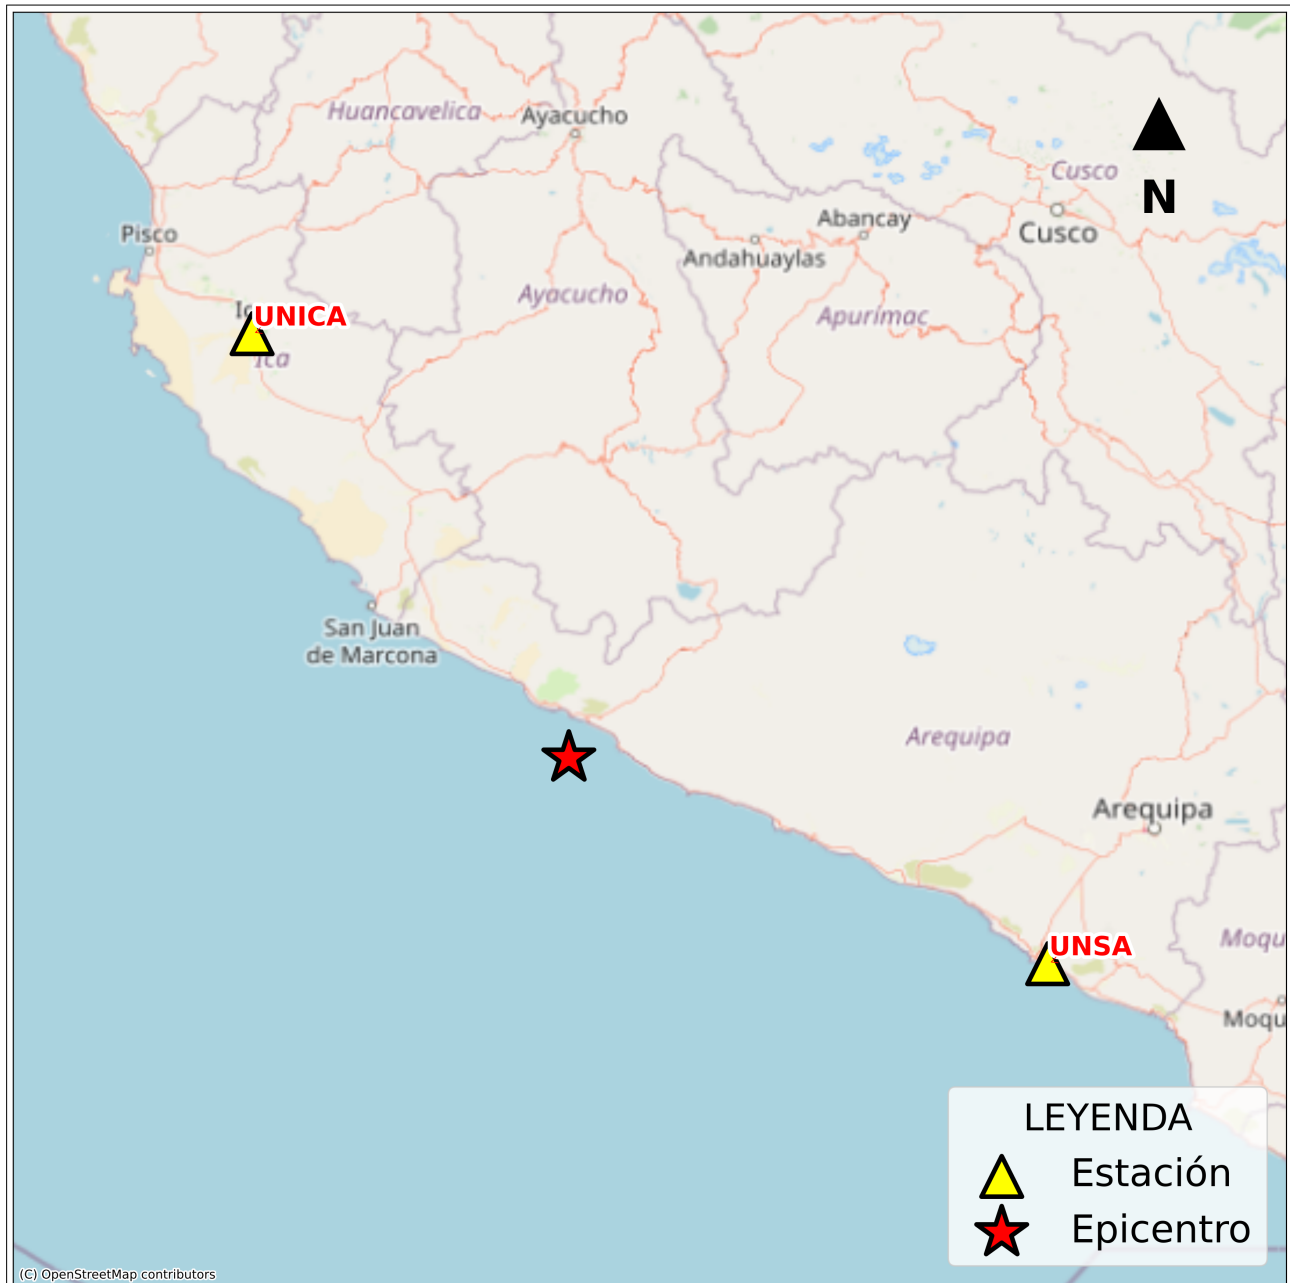 Huancavelica
Ayacucho
Cusco
N
Pisco
Abancay
Cusco
Andahuaylas
Ayacucho
Apurímac
UNICA
Ica
San Juan
de Marcona
Arequipa
Arequipa
UNSA
Moqu
Moqu
LEYENDA
Estación
Epicentro
(C) OpenStreetMap contributors